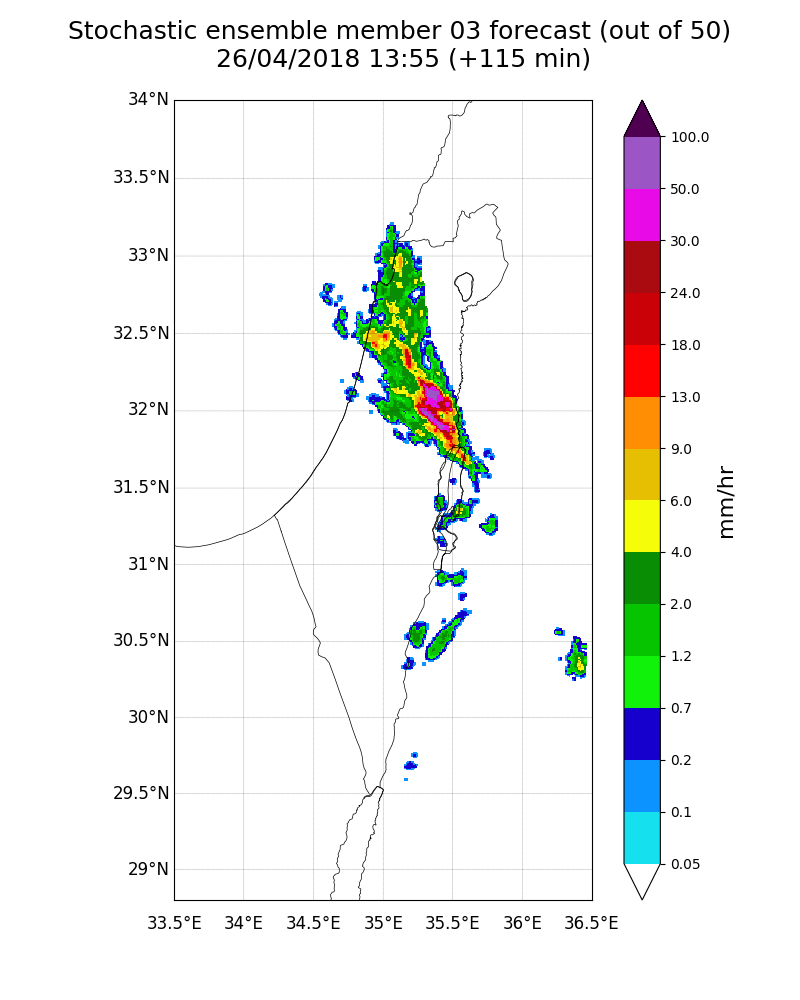 Stochastic ensemble member 03 forecast (out of 50)
26/04/2018 13:55 (+115 min)
34°N
33.5°N
33°N
32.5°N
32°N
31.5°N
31°N
30.5°N
30°N
29.5°N
29°N
33.5°E 34°E 34.5°E 35°E 35.5°E 36°E 36.5°E
100.0
50.0
30.0
24.0
18.0
13.0
9.0
6.0
4.0
2.0
1.2
0.7
0.2
0.1
0.05
mm/hr